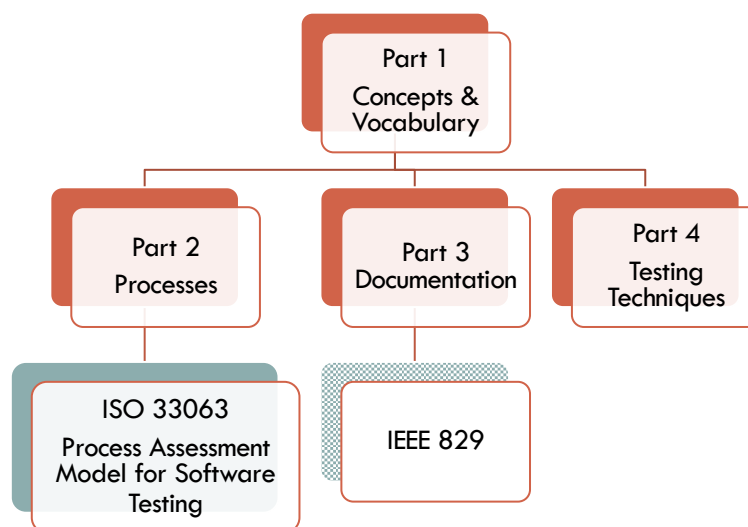 Part 1
Concepts &
Vocabulary
Part 2
Processes
Part 3
Documentation
Part 4
Testing
Techniques
ISO 33063
Process Assessment
Model for Software
Testing
IEEE 829